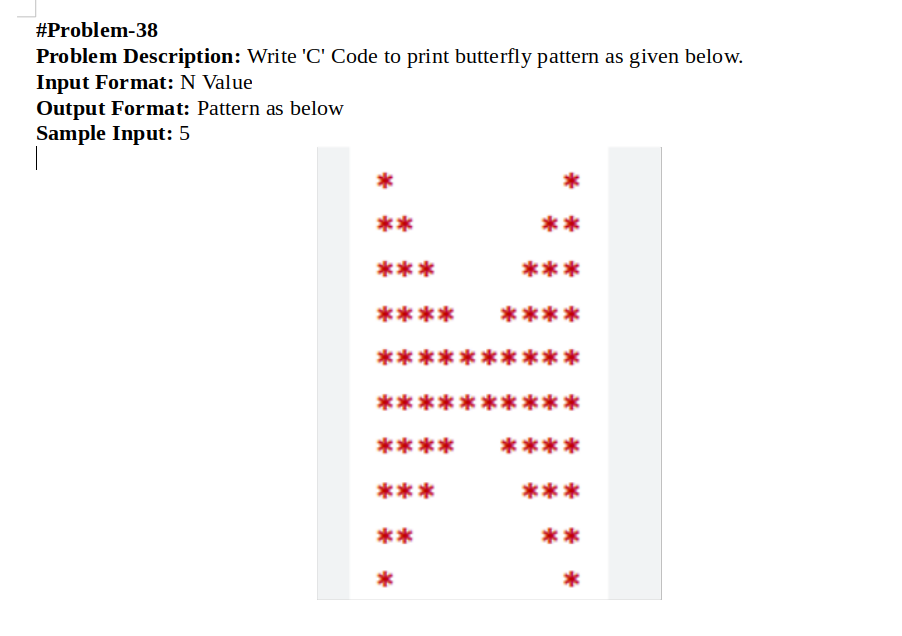 #Problem-38
Problem Description: Write 'C' Code to print butterfly pattern as given below.
Input Format: N Value
Output Format: Pattern as below
Sample Input: 5
*        *
**      **
***    ***
****  ****
**********
**********
****  ****
***    ***
**      **
*        *